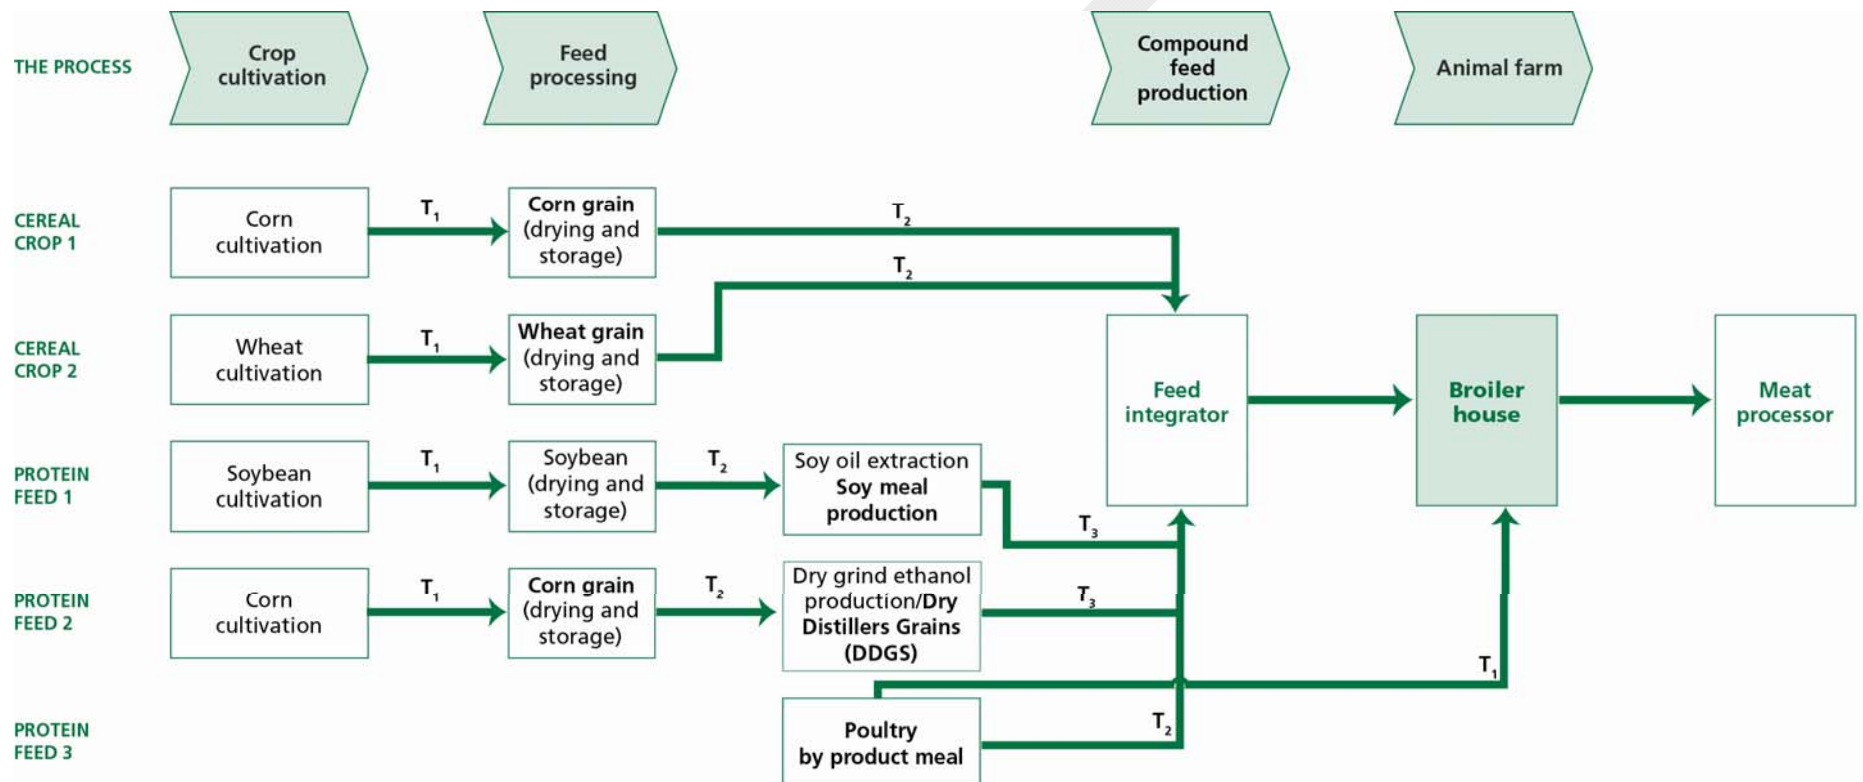 THE PROCESS
Crop
cultivation
Feed
processing
Compound
feed
production
Animal farm
CEREAL
CROP 1
Corn
cultivation
T₁
Corn grain
(drying and
storage)
T₂
CEREAL
CROP 2
Wheat
cultivation
T₁
Wheat grain
(drying and
storage)
T₂
Feed
integrator
Broiler
house
Meat
processor
PROTEIN
FEED 1
Soybean
cultivation
T₁
Soybean
(drying and
storage)
T₂
Soy oil extraction
Soy meal
production
T₃
PROTEIN
FEED 2
Corn
cultivation
T₁
Corn grain
(drying and
storage)
T₂
Dry grind ethanol
production/Dry
Distillers Grains
(DDGS)
T₃
T₁
PROTEIN
FEED 3
Poultry
by product meal
T₂